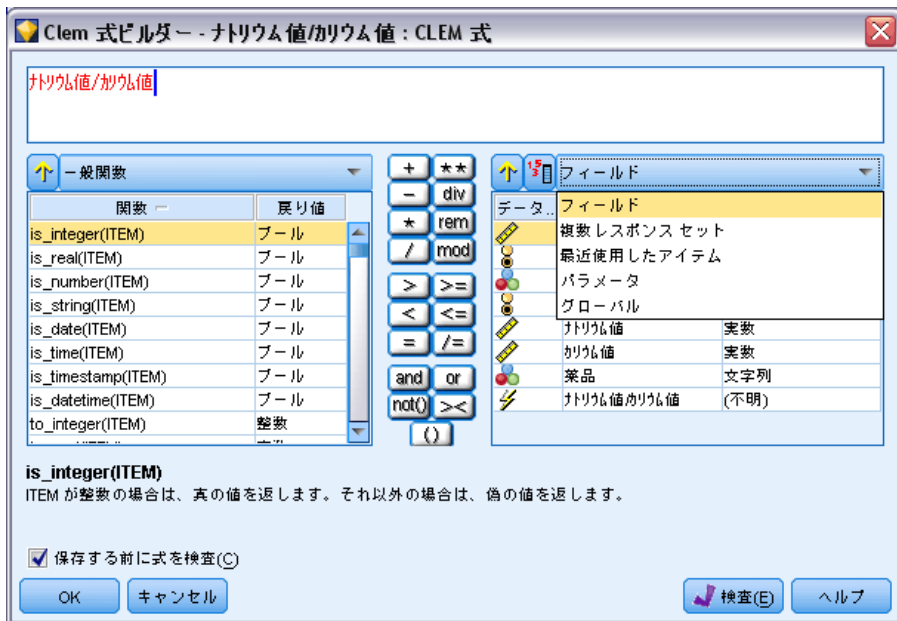 Clem 式ビルダー - ナトリウム値/カリウム値 : CLEM 式
ナトリウム値/カリウム値
一般関数
関数 戻り値
is_integer(ITEM) ブール
is_real(ITEM) ブール
is_number(ITEM) ブール
is_string(ITEM) ブール
is_date(ITEM) ブール
is_time(ITEM) ブール
is_timestamp(ITEM) ブール
is_datetime(ITEM) ブール
to_integer(ITEM) 整数
+ **
- div
* rem
/ mod
> >=
< <=
= /=
and or
not() ><
()
フィールド
データ..
フィールド
複数レスポンス セット
最近使用したアイテム
パラメータ
グローバル
ナトリウム値 実数
カリウム値 実数
薬品 文字列
ナトリウム値/カリウム値 (不明)
is_integer(ITEM)
ITEM が整数の場合は、真の値を返します。それ以外の場合は、偽の値を返します。
保存する前に式を検査(C)
OK キャンセル 検査(E) ヘルプ